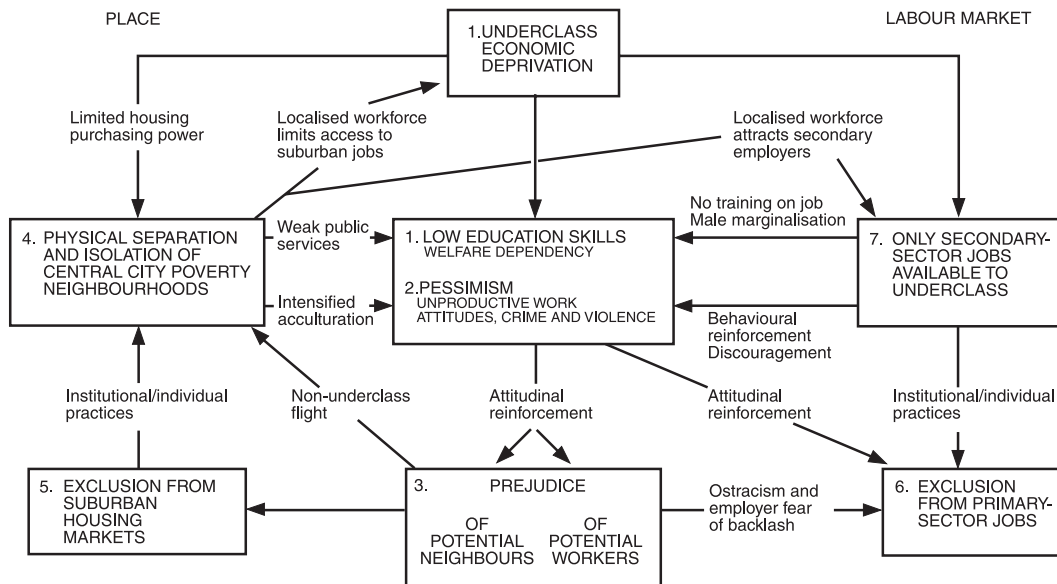 PLACE
LABOUR MARKET
1. UNDERCLASS
ECONOMIC
DEPRIVATION
Limited housing
purchasing power
Localised workforce
limits access to
suburban jobs
Localised workforce
attracts secondary
employers
4. PHYSICAL SEPARATION
AND ISOLATION OF
CENTRAL CITY POVERTY
NEIGHBOURHOODS
Weak public
services
Intensified
acculturation
1. LOW EDUCATION SKILLS
WELFARE DEPENDENCY
2. PESSIMISM
UNPRODUCTIVE WORK
ATTITUDES, CRIME AND VIOLENCE
No training on job
Male marginalisation
Behavioural
reinforcement
Discouragement
7. ONLY SECONDARY-
SECTOR JOBS
AVAILABLE TO
UNDERCLASS
Institutional/individual
practices
Non-underclass
flight
Attitudinal
reinforcement
Attitudinal
reinforcement
Institutional/individual
practices
5. EXCLUSION FROM
SUBURBAN
HOUSING
MARKETS
3. PREJUDICE
OF
POTENTIAL
NEIGHBOURS
OF
POTENTIAL
WORKERS
Ostracism and
employer fear
of backlash
6. EXCLUSION
FROM PRIMARY-
SECTOR JOBS